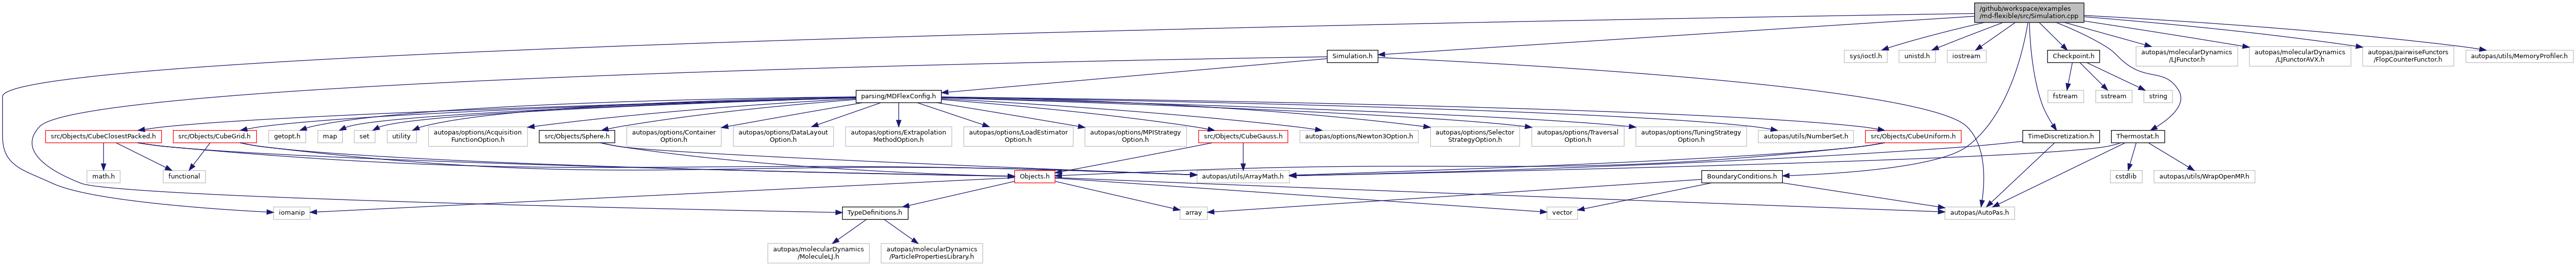 /github/workspace/examples
/md-flexible/src/Simulation.cpp
Simulation.h
sys/ioctl.h
unistd.h
iostream
Checkpoint.h
autopas/molecularDynamics
/LJFunctor.h
autopas/molecularDynamics
/LJFunctorAVX.h
autopas/pairwiseFunctors
/FlopCounterFunctor.h
autopas/utils/MemoryProfiler.h
parsing/MDFlexConfig.h
fstream
sstream
string
src/Objects/CubeClosestPacked.h
src/Objects/CubeGrid.h
getopt.h
map
set
utility
autopas/options/Acquisition
FunctionOption.h
src/Objects/Sphere.h
autopas/options/Container
Option.h
autopas/options/DataLayout
Option.h
autopas/options/Extrapolation
MethodOption.h
autopas/options/LoadEstimator
Option.h
autopas/options/MPIStrategy
Option.h
src/Objects/CubeGauss.h
autopas/options/Newton3Option.h
autopas/options/Selector
StrategyOption.h
autopas/options/Traversal
Option.h
autopas/options/TuningStrategy
Option.h
autopas/utils/NumberSet.h
src/Objects/CubeUniform.h
TimeDiscretization.h
Thermostat.h
math.h
functional
Objects.h
autopas/utils/ArrayMath.h
BoundaryConditions.h
cstdlib
autopas/utils/WrapOpenMP.h
iomanip
TypeDefinitions.h
array
vector
autopas/AutoPas.h
autopas/molecularDynamics
/MoleculeLJ.h
autopas/molecularDynamics
/ParticlePropertiesLibrary.h